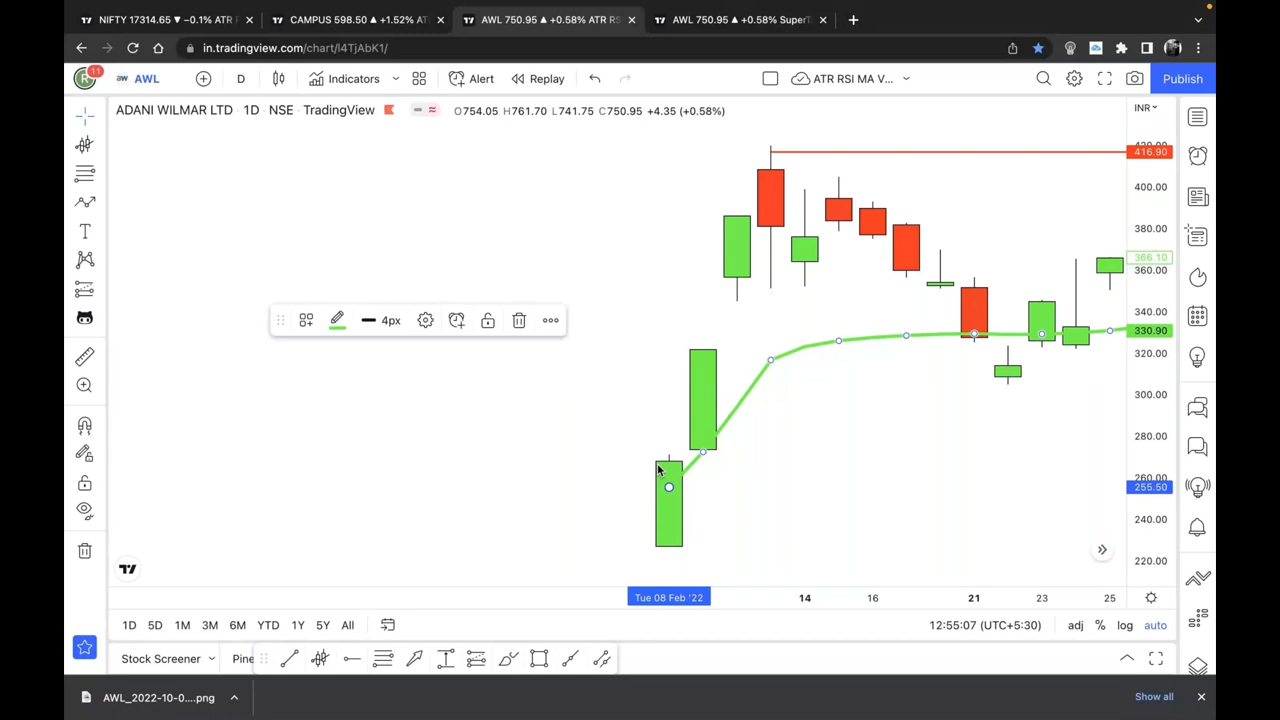 NIFTY 17314.65 ▼ −0.1% ATR R
CAMPUS 598.50 ▲ +1.52% AT
AWL 750.95 ▲ +0.58% ATR RS
AWL 750.95 ▲ +0.58% SuperT
in.tradingview.com/chart/I4TjAbK1/
R
11
AWL
D
Indicators
Alert
Replay
ATR RSI MA V...
Publish
ADANI WILMAR LTD · 1D · NSE · TradingView
O754.05 H761.70 L741.75 C750.95 +4.35 (+0.58%)
INR
420.00
416.90
400.00
380.00
366.10
360.00
340.00
330.90
320.00
300.00
280.00
260.00
255.50
240.00
220.00
4px
Tue 08 Feb '22
14
16
21
23
25
1D
5D
1M
3M
6M
YTD
1Y
5Y
All
12:55:07 (UTC+5:30)
adj
%
log
auto
Stock Screener
Pine
AWL_2022-10-0....png
Show all